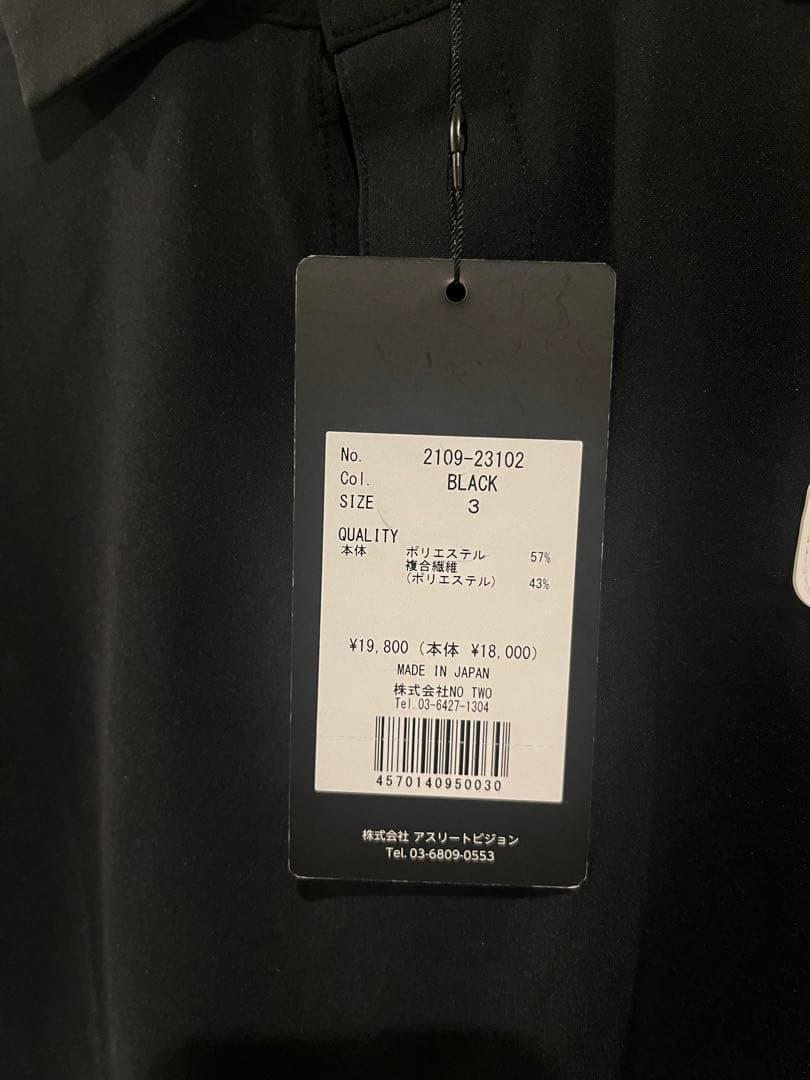 No. 2109-23102
Col. BLACK
SIZE 3
QUALITY
本体 ポリエステル 57%
複合繊維
(ポリエステル) 43%
¥19,800 (本体 ¥18,000)
MADE IN JAPAN
株式会社NO TWO
Tel.03-6427-1304
4570140950030
株式会社 アスリートビジョン
Tel. 03-6809-0553